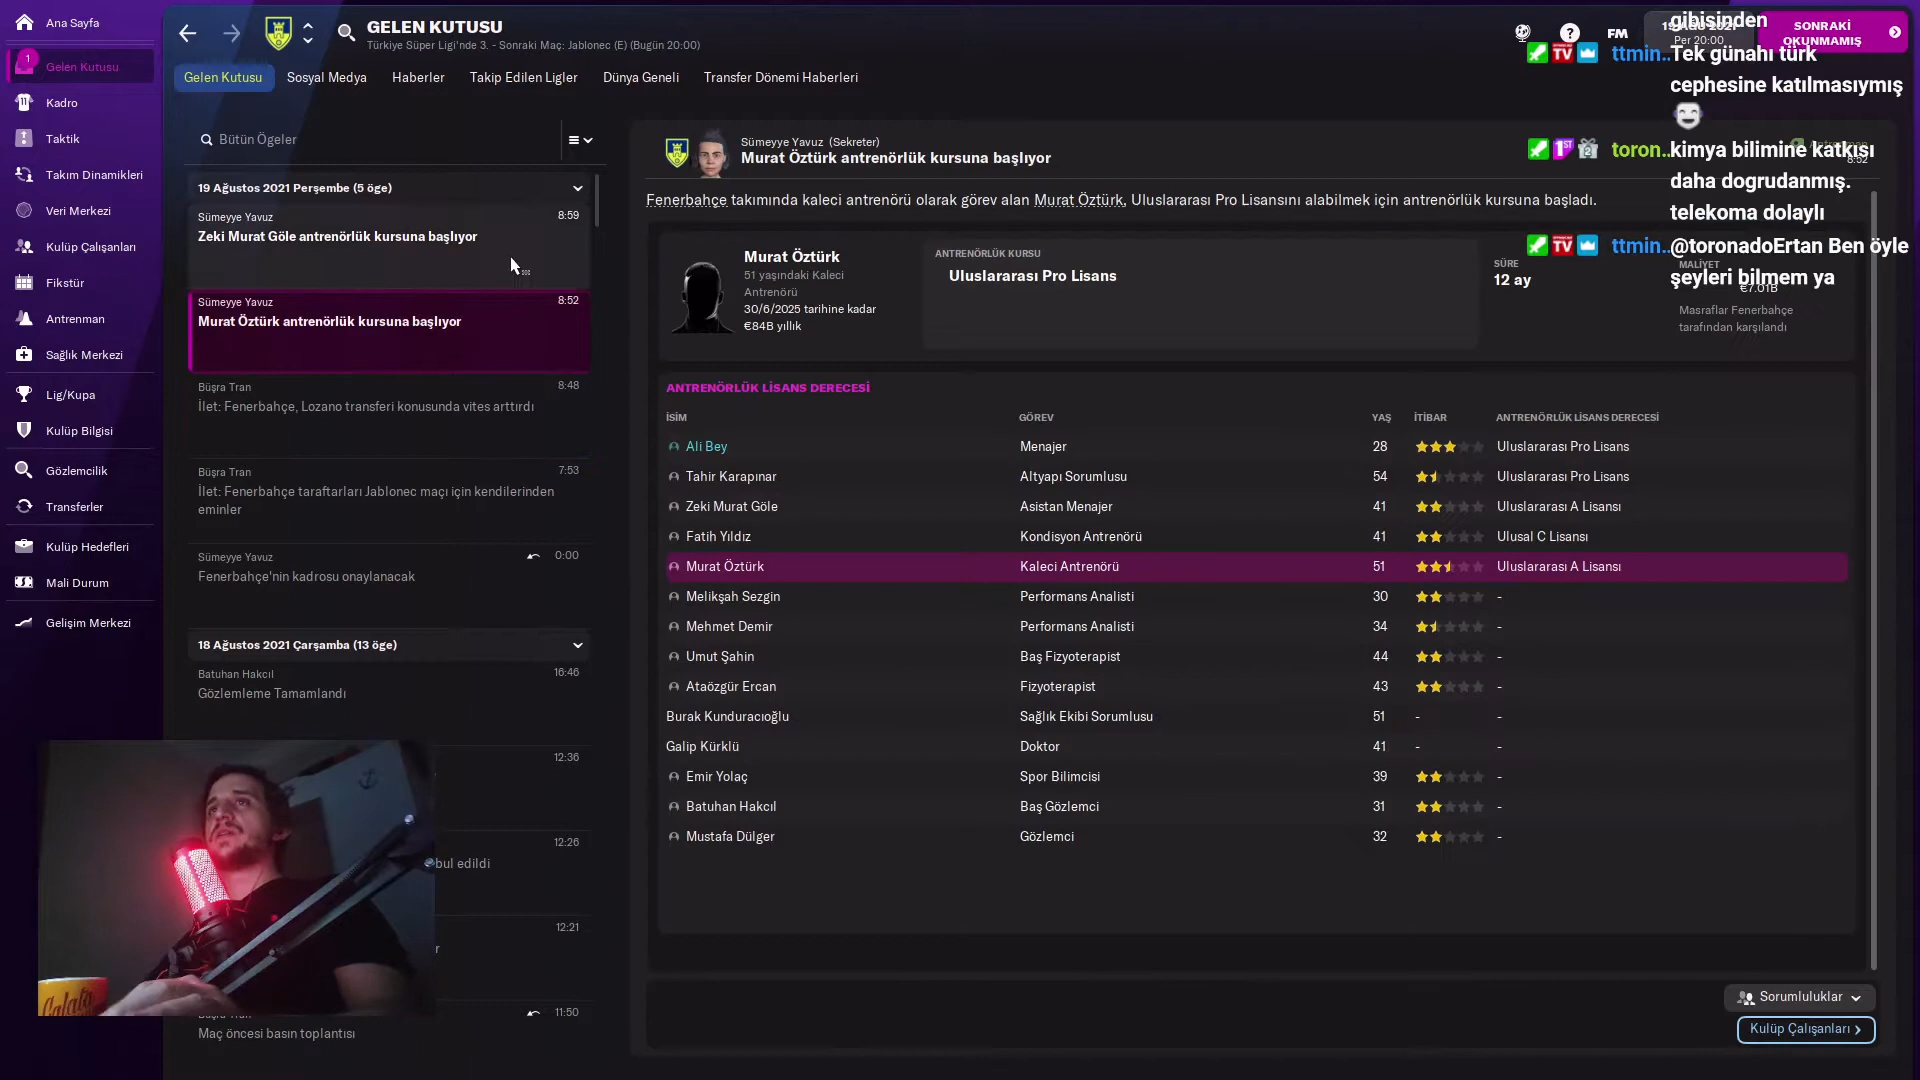 Ana Sayfa
1
Gelen Kutusu
Kadro
Taktik
Takım Dinamikleri
Veri Merkezi
Kulüp Çalışanları
Fikstür
Antrenman
Sağlık Merkezi
Lig/Kupa
Kulüp Bilgisi
Gözlemcilik
Transferler
Kulüp Hedefleri
Mali Durum
Gelişim Merkezi
GELEN KUTUSU
Türkiye Süper Ligi'nde 3. - Sonraki Maç: Jablonec (E) (Bugün 20:00)
FM
Per 20:00
SONRAKİ
OKUNMAMIŞ
Gelen Kutusu
Sosyal Medya
Haberler
Takip Edilen Ligler
Dünya Geneli
Transfer Dönemi Haberleri
Bütün Ögeler
19 Ağustos 2021 Perşembe (5 öge)
Sümeyye Yavuz 8:59
Zeki Murat Göle antrenörlük kursuna başlıyor
Sümeyye Yavuz 8:52
Murat Öztürk antrenörlük kursuna başlıyor
Büşra Tran 8:48
İlet: Fenerbahçe, Lozano transferi konusunda vites arttırdı
Büşra Tran 7:53
İlet: Fenerbahçe taraftarları Jablonec maçı için kendilerinden
eminler
Sümeyye Yavuz 0:00
Fenerbahçe'nin kadrosu onaylanacak
18 Ağustos 2021 Çarşamba (13 öge)
Batuhan Hakcıl 16:46
Gözlemleme Tamamlandı
12:36
12:26
bul edildi
12:21
r
11:50
Maç öncesi basın toplantısı
Sümeyye Yavuz (Sekreter)
Murat Öztürk antrenörlük kursuna başlıyor
8:52
Fenerbahçe takımında kaleci antrenörü olarak görev alan Murat Öztürk, Uluslararası Pro Lisansını alabilmek için antrenörlük kursuna başladı.
Murat Öztürk
51 yaşındaki Kaleci
Antrenörü
30/6/2025 tarihine kadar
€84B yıllık
ANTRENÖRLÜK KURSU
Uluslararası Pro Lisans
SÜRE
12 ay
MALİYET
€7.01B
Masraflar Fenerbahçe
tarafından karşılandı
ANTRENÖRLÜK LİSANS DERECESİ
İSİM GÖREV YAŞ İTİBAR ANTRENÖRLÜK LİSANS DERECESİ
Ali Bey Menajer 28 Uluslararası Pro Lisans
Tahir Karapınar Altyapı Sorumlusu 54 Uluslararası Pro Lisans
Zeki Murat Göle Asistan Menajer 41 Uluslararası A Lisansı
Fatih Yıldız Kondisyon Antrenörü 41 Ulusal C Lisansı
Murat Öztürk Kaleci Antrenörü 51 Uluslararası A Lisansı
Melikşah Sezgin Performans Analisti 30 -
Mehmet Demir Performans Analisti 34 -
Umut Şahin Baş Fizyoterapist 44 -
Ataözgür Ercan Fizyoterapist 43 -
Burak Kunduracıoğlu Sağlık Ekibi Sorumlusu 51 - -
Galip Kürklü Doktor 41 - -
Emir Yolaç Spor Bilimcisi 39 -
Batuhan Hakcıl Baş Gözlemci 31 -
Mustafa Dülger Gözlemci 32 -
Sorumluluklar
Kulüp Çalışanları
gibisinden
TV ttmin.. Tek günahı türk
cephesine katılmasıymış
1ST 2 toron.. kimya bilimine katkısı
daha dogrudanmış.
telekoma dolaylı
TV ttmin.. @toronadoErtan Ben öyle
şeyleri bilmem ya